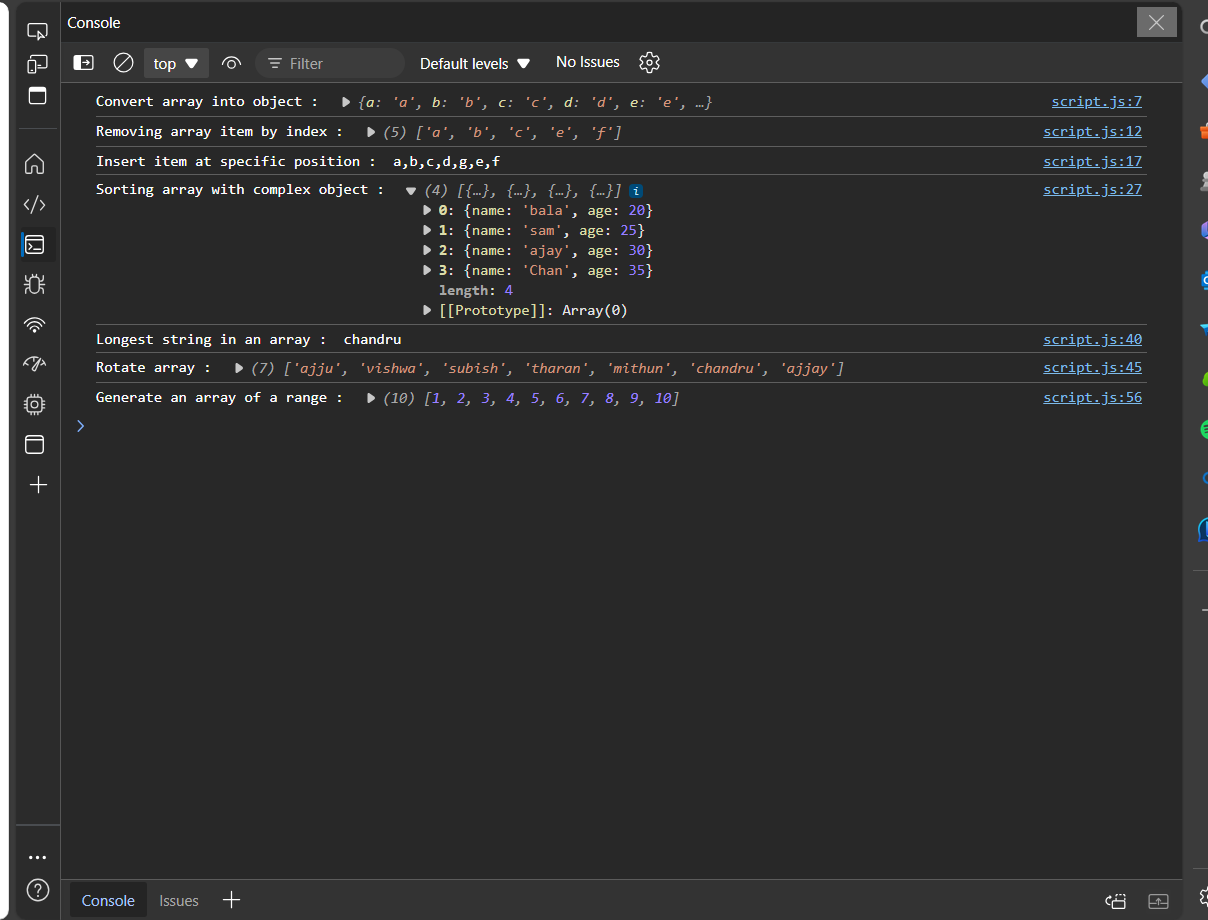 Console
top Filter Default levels No Issues
Convert array into object : {a: 'a', b: 'b', c: 'c', d: 'd', e: 'e', …} script.js:7
Removing array item by index : (5) ['a', 'b', 'c', 'e', 'f'] script.js:12
Insert item at specific position : a,b,c,d,g,e,f script.js:17
Sorting array with complex object : (4) [{…}, {…}, {…}, {…}] i script.js:27
0: {name: 'bala', age: 20}
1: {name: 'sam', age: 25}
2: {name: 'ajay', age: 30}
3: {name: 'Chan', age: 35}
length: 4
[[Prototype]]: Array(0)
Longest string in an array : chandru script.js:40
Rotate array : (7) ['ajju', 'vishwa', 'subish', 'tharan', 'mithun', 'chandru', 'ajjay'] script.js:45
Generate an array of a range : (10) [1, 2, 3, 4, 5, 6, 7, 8, 9, 10] script.js:56
Console Issues